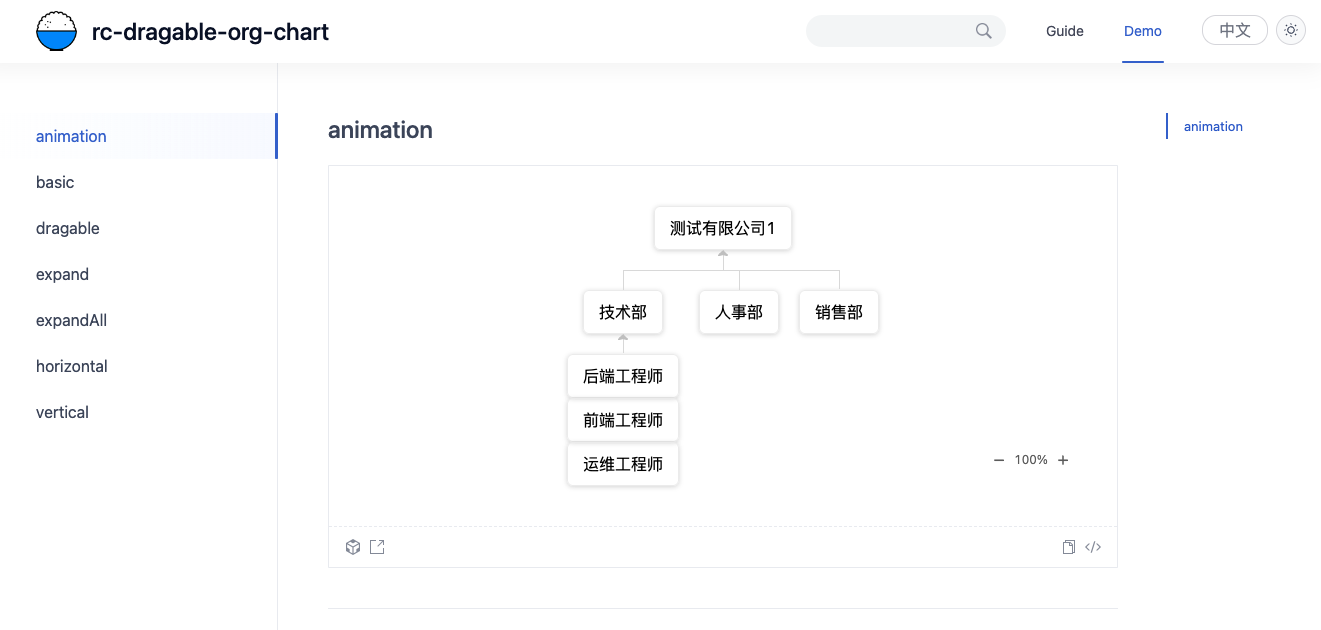 rc-dragable-org-chart
Guide
Demo
中文
animation
basic
dragable
expand
expandAll
horizontal
vertical
animation
测试有限公司1
技术部
人事部
销售部
后端工程师
前端工程师
运维工程师
100%
animation